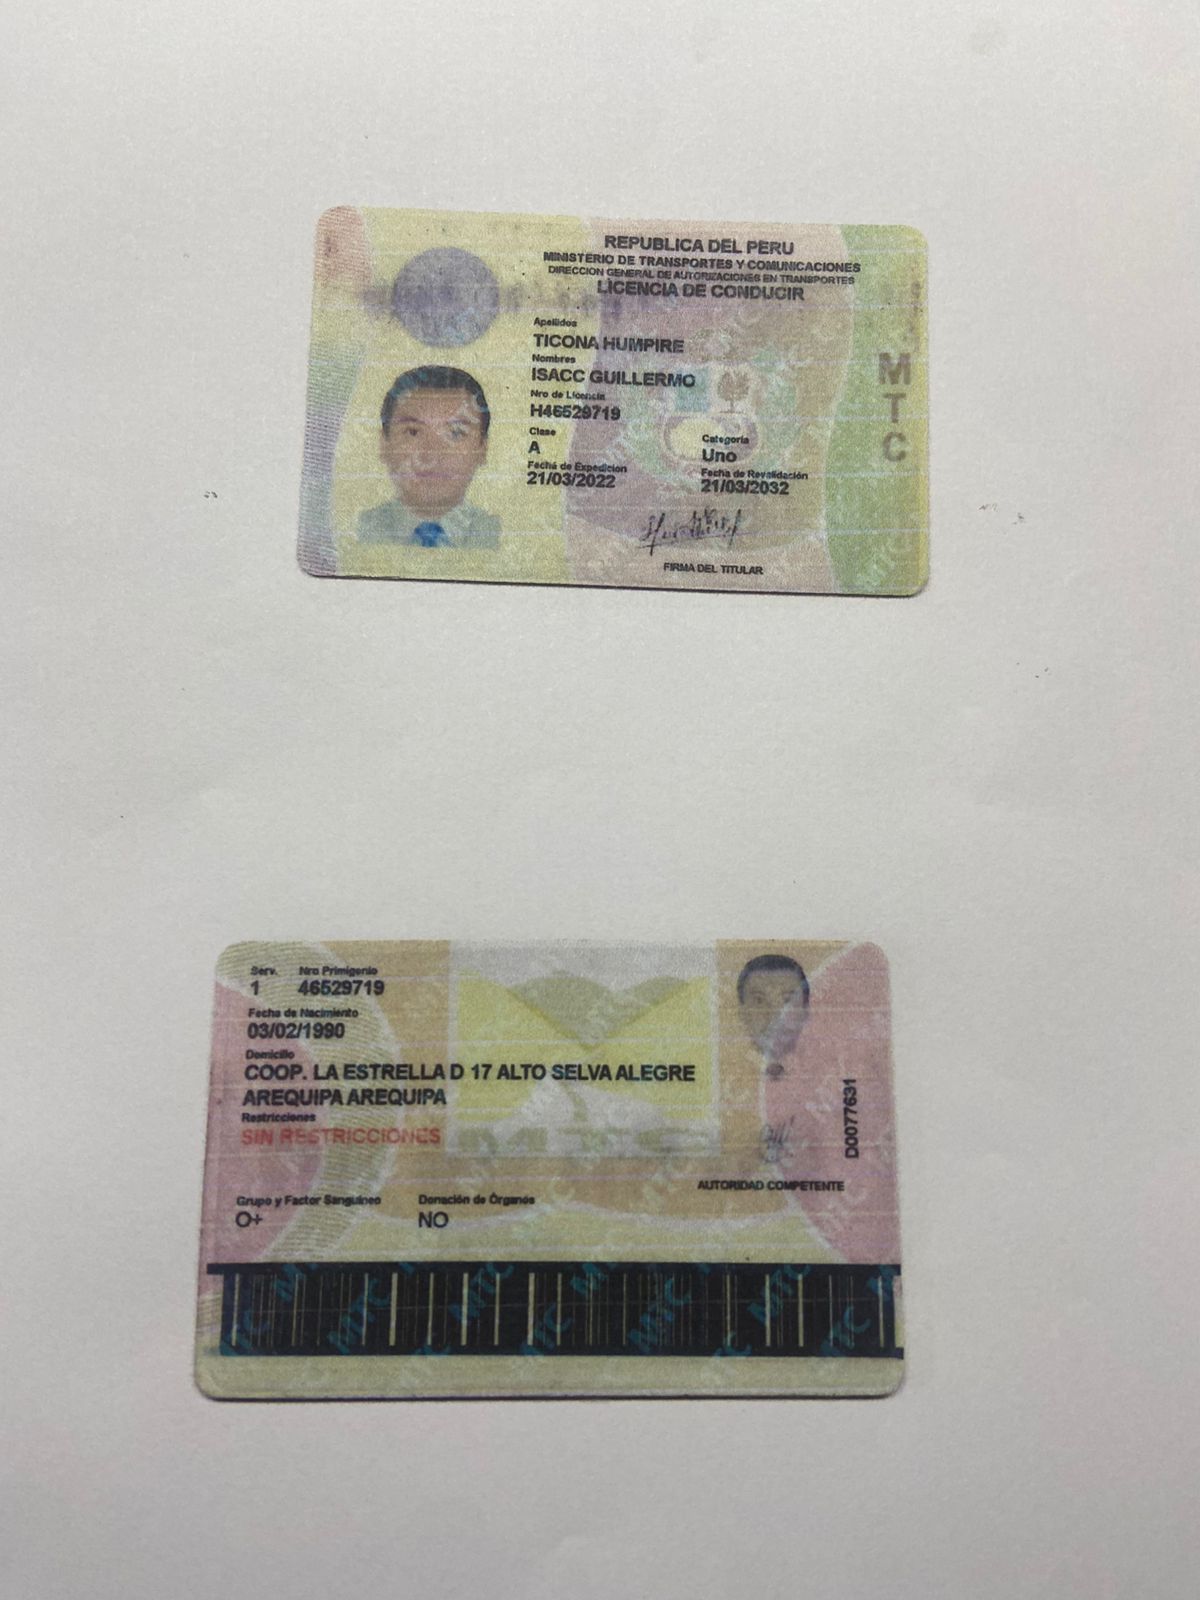 REPUBLICA DEL PERU
MINISTERIO DE TRANSPORTES Y COMUNICACIONES
DIRECCION GENERAL DE AUTORIZACIONES EN TRANSPORTES
LICENCIA DE CONDUCIR
Apellidos
TICONA HUMPIRE
Nombres
ISACC GUILLERMO
Nro de Licencia
H46529719
Clase
A
Categoría
Uno
Fecha de Expedicion
21/03/2022
Fecha de Revalidación
21/03/2032
FIRMA DEL TITULAR
MTC
Serv. Nro Primigenio
1 46529719
Fecha de Nacimiento
03/02/1990
Domicilio
COOP. LA ESTRELLA D 17 ALTO SELVA ALEGRE
AREQUIPA AREQUIPA
Restricciones
SIN RESTRICCIONES
D0077631
AUTORIDAD COMPETENTE
Grupo y Factor Sanguineo Donación de Órganos
O+ NO